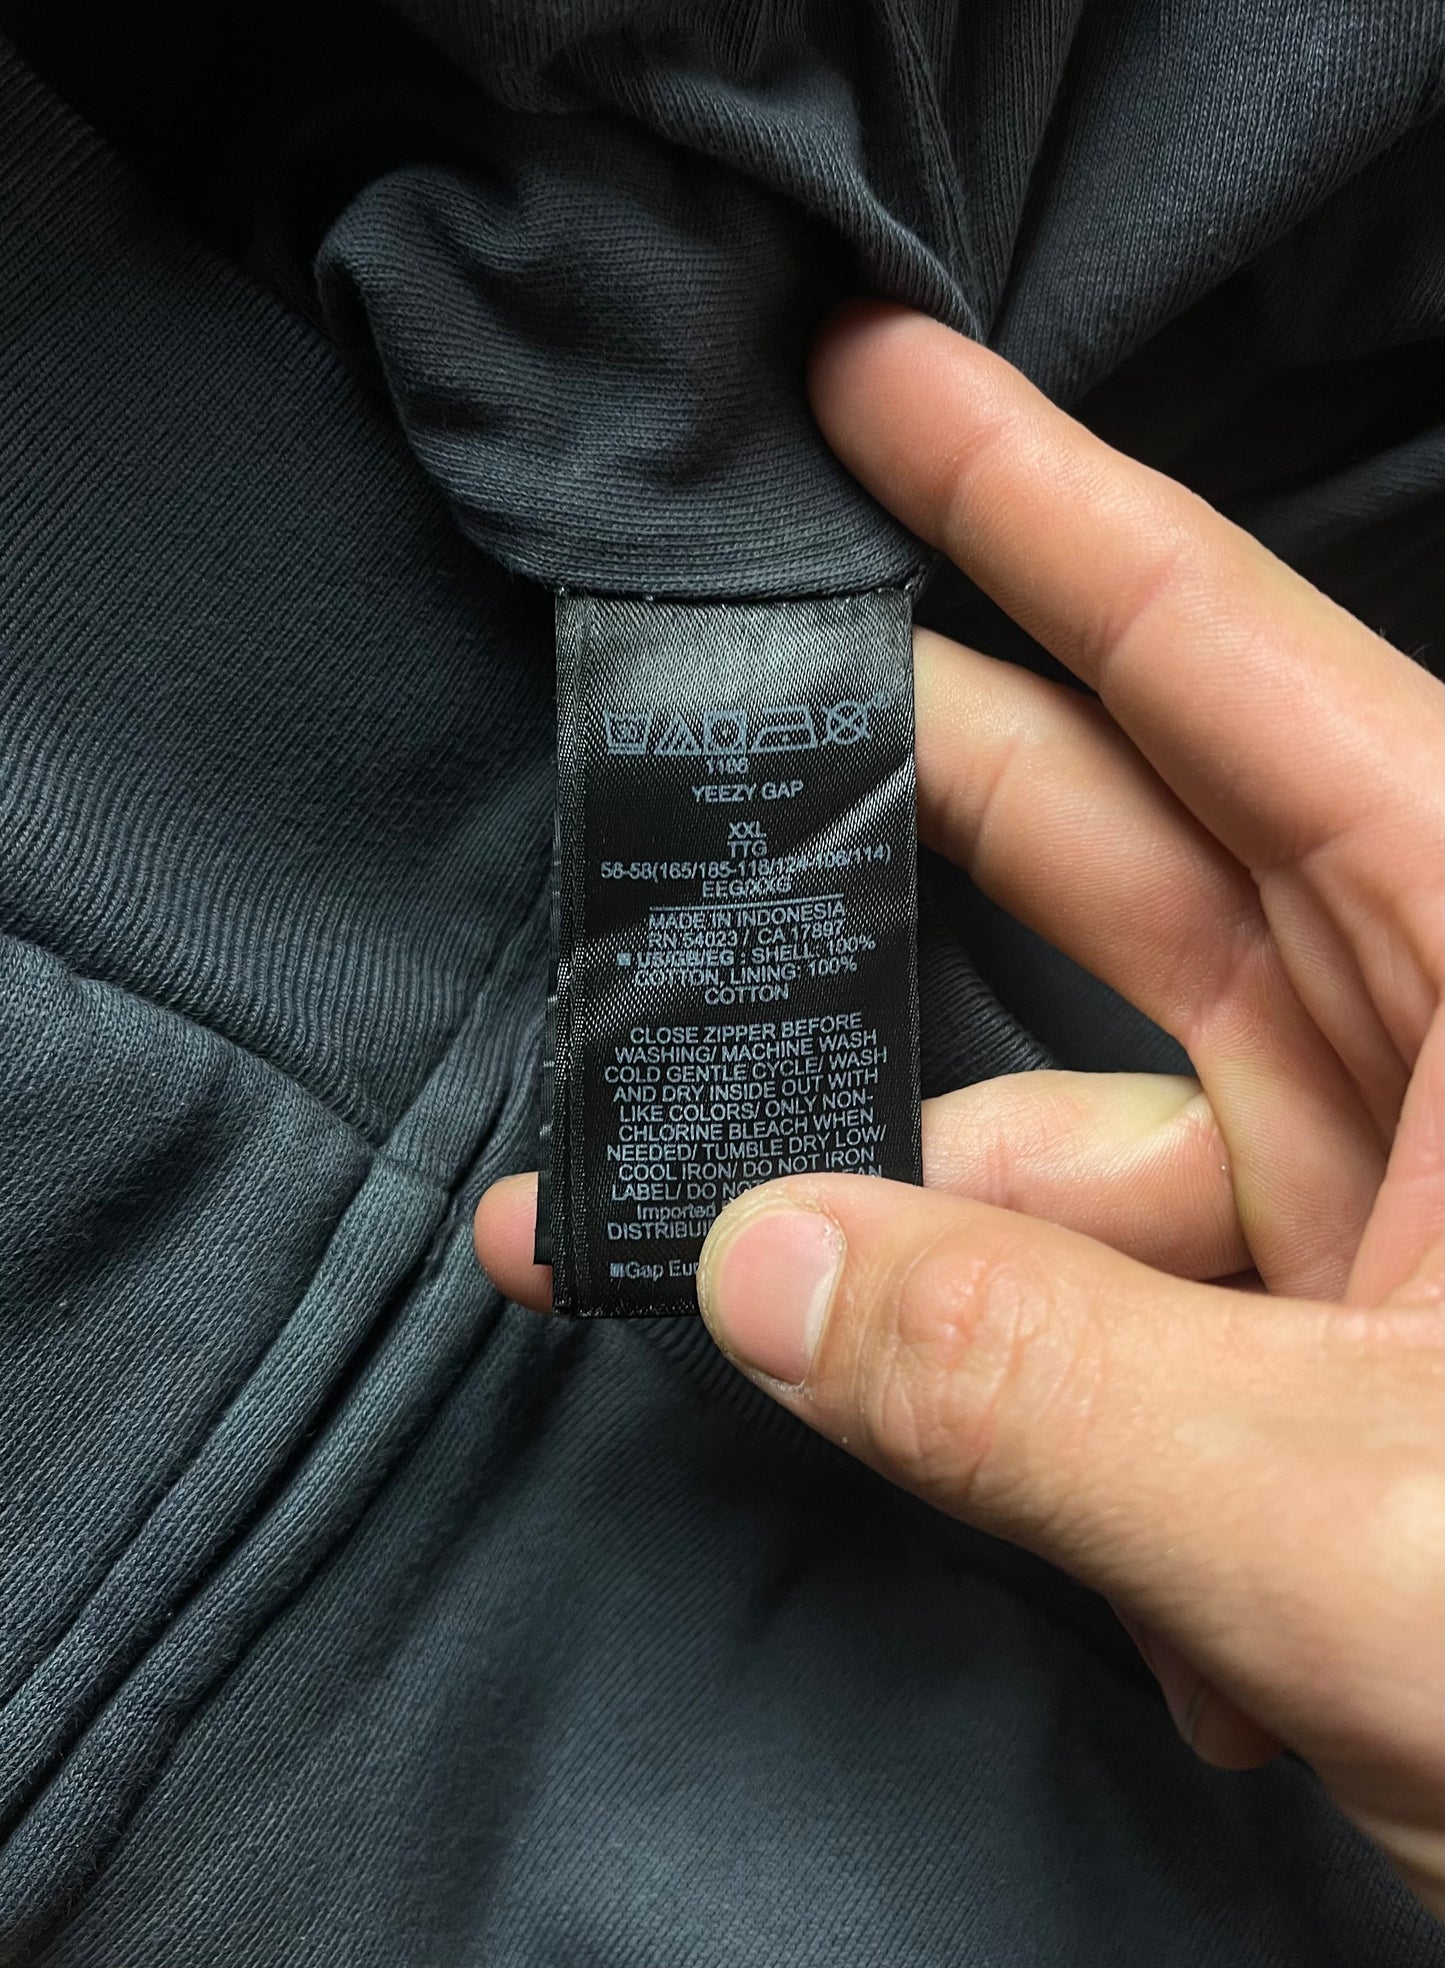 YEEZY GAP
XXL
TTG
EEG/XXG
MADE IN INDONESIA
RN 54023 / CA 17897
US/GB/EG : SHELL, 100%
COTTON, LINING: 100%
COTTON
CLOSE ZIPPER BEFORE
WASHING/ MACHINE WASH
COLD GENTLE CYCLE/ WASH
AND DRY INSIDE OUT WITH
LIKE COLORS/ ONLY NON-
CHLORINE BLEACH WHEN
NEEDED/ TUMBLE DRY LOW/
COOL IRON/ DO NOT IRON
LABEL/ DO NOT
Imported
Gap